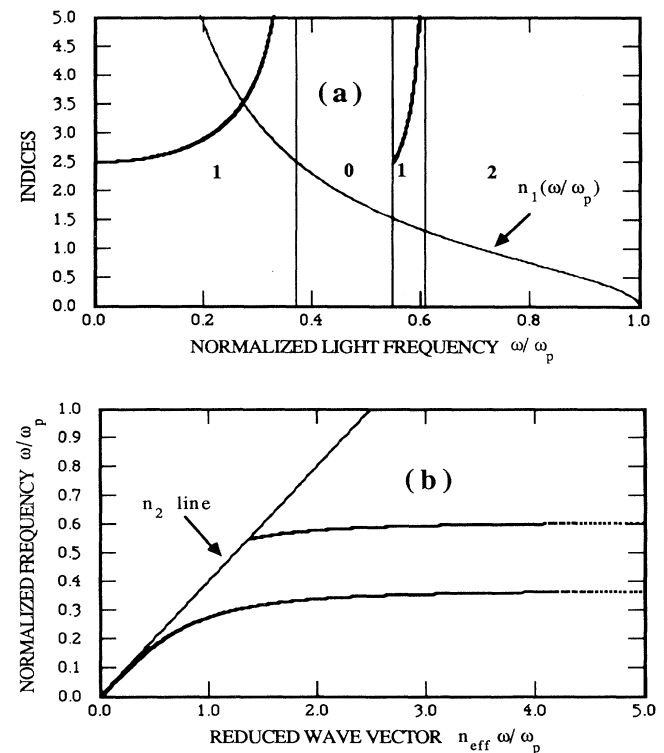 5.0
4.5
4.0
3.5
3.0
2.5
2.0
1.5
1.0
0.5
0.0
INDICES
(a)
1
0
1
2
n1(ω/ωp)
0.0 0.2 0.4 0.6 0.8 1.0
NORMALIZED LIGHT FREQUENCY ω/ωp
1.0
0.9
0.8
0.7
0.6
0.5
0.4
0.3
0.2
0.1
0.0
NORMALIZED FREQUENCY ω/ωp
(b)
n2 line
0.0 1.0 2.0 3.0 4.0 5.0
REDUCED WAVE VECTOR neff ω/ωp